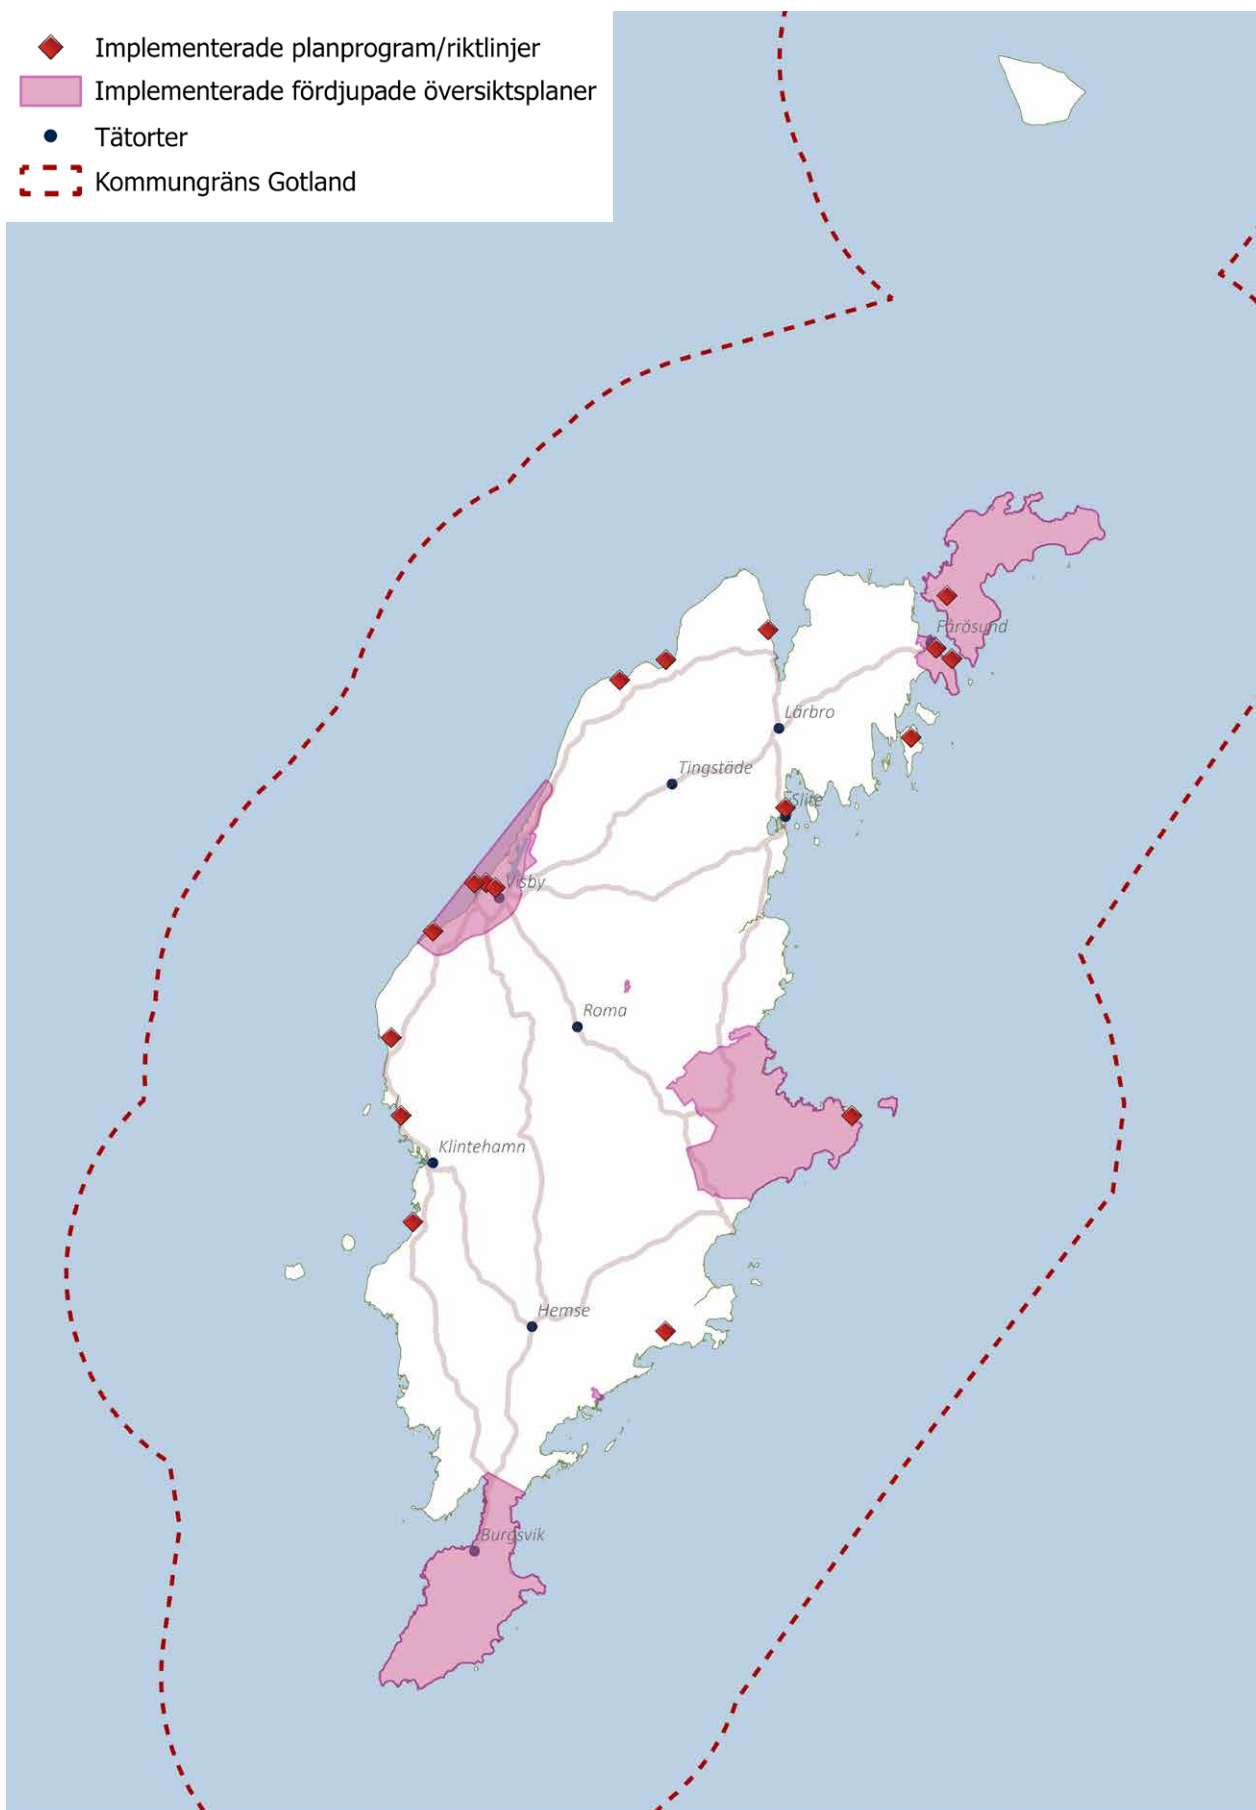 Implementerade planprogram/riktlinjer
Implementerade fördjupade översiktsplaner
Tätorter
Kommungräns Gotland
Fårösund
Lärbro
Tingstäde
Slite
Visby
Roma
Klintehamn
Hemse
Burgsvik